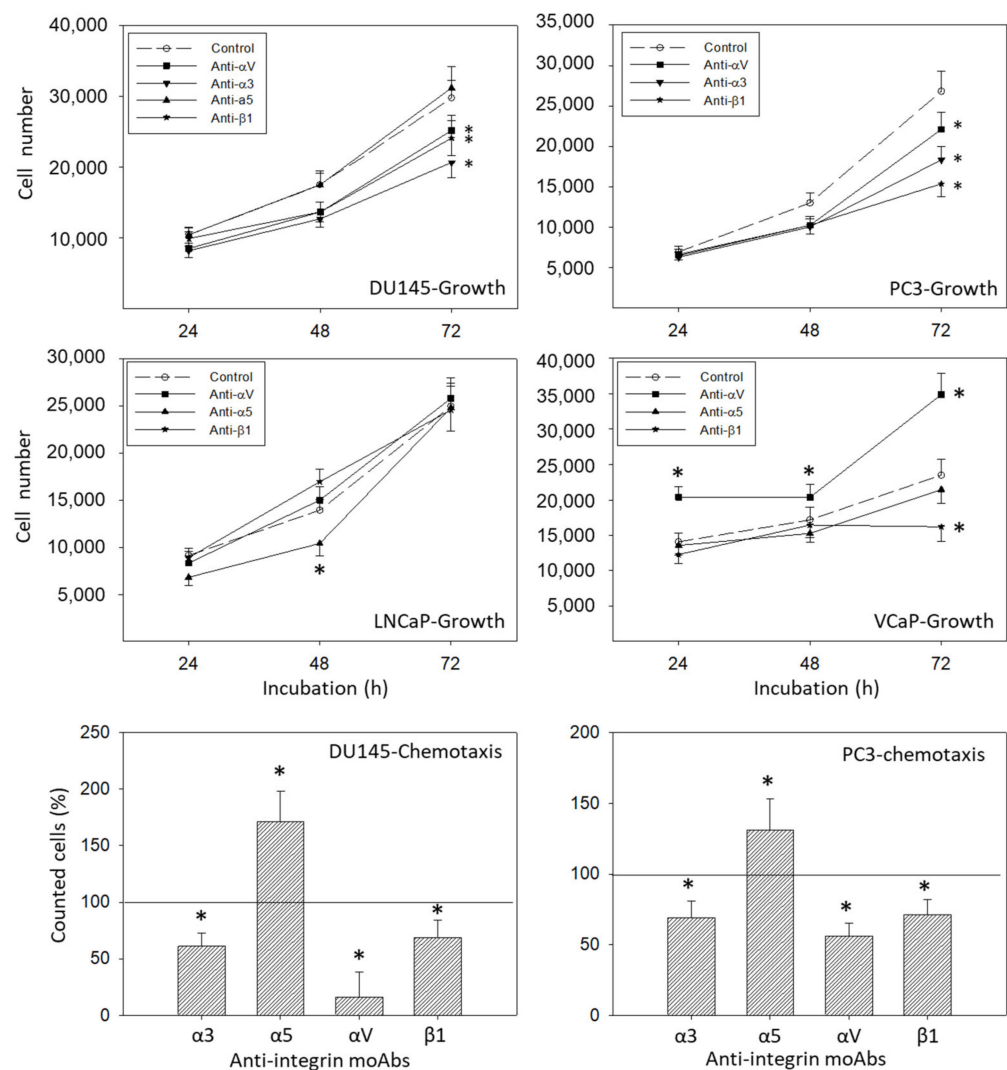 40,000
30,000
20,000
10,000
Cell number
Control
Anti-αV
Anti-α3
Anti-a5
Anti-β1
*
*
*
DU145-Growth
24 48 72
35,000
30,000
25,000
20,000
15,000
10,000
5,000
Control
Anti-αV
Anti-α3
Anti-β1
*
*
*
PC3-Growth
24 48 72
30,000
25,000
20,000
15,000
10,000
5,000
Cell number
Control
Anti-αV
Anti-α5
Anti-β1
*
LNCaP-Growth
24 48 72
Incubation (h)
40,000
35,000
30,000
25,000
20,000
15,000
10,000
5,000
Control
Anti-αV
Anti-α5
Anti-β1
* * *
*
VCaP-Growth
24 48 72
Incubation (h)
250
200
150
100
50
0
Counted cells (%)
DU145-Chemotaxis
* * * *
α3 α5 αV β1
Anti-integrin moAbs
200
150
100
50
0
PC3-chemotaxis
* * * *
α3 α5 αV β1
Anti-integrin moAbs